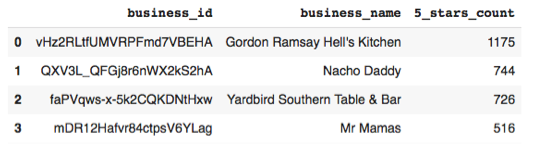 business_id business_name 5_stars_count
0 vHz2RLtfUMVRPFmd7VBEHA Gordon Ramsay Hell's Kitchen 1175
1 QXV3L_QFGj8r6nWX2kS2hA Nacho Daddy 744
2 faPVqws-x-5k2CQKDNtHxw Yardbird Southern Table & Bar 726
3 mDR12Hafvr84ctpsV6YLag Mr Mamas 516